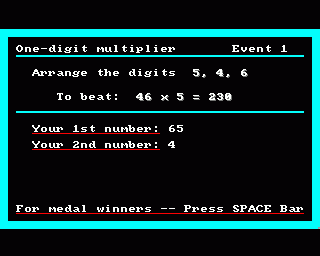 One-digit multiplier Event 1
Arrange the digits 5, 4, 6
To beat: 46 x 5 = 230
Your 1st number: 65
Your 2nd number: 4
For medal winners -- Press SPACE Bar